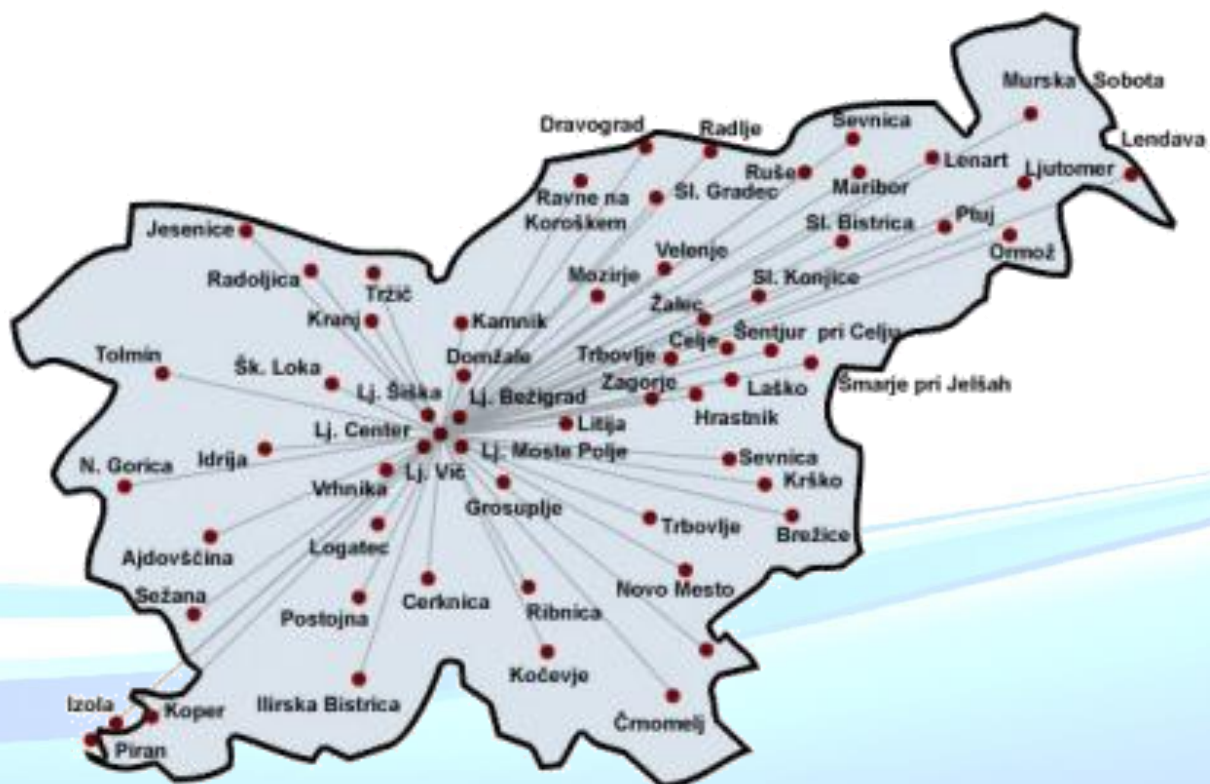 Murska Sobota
Dravograd
Radlje
Sevnica
Lendava
Lenart
Ruše
Maribor
Ljutomer
Ravne na
Koroškem
Sl. Gradec
Sl. Bistrica
Ptuj
Jesenice
Velenje
Ormož
Radoljica
Mozirje
Sl. Konjice
Tržič
Žalec
Kranj
Kamnik
Celje
Šentjur pri Celju
Tolmin
Domžale
Trbovlje
Šk. Loka
Zagorje
Laško
Šmarje pri Jelšah
Lj. Šiška
Lj. Bežigrad
Hrastnik
Litija
Lj. Center
Lj. Moste Polje
Sevnica
N. Gorica
Idrija
Lj. Vič
Krško
Vrhnika
Grosuplje
Trbovlje
Brežice
Ajdovščina
Logatec
Novo Mesto
Sežana
Cerknica
Ribnica
Postojna
Kočevje
Izola
Koper
Ilirska Bistrica
Črnomelj
Piran